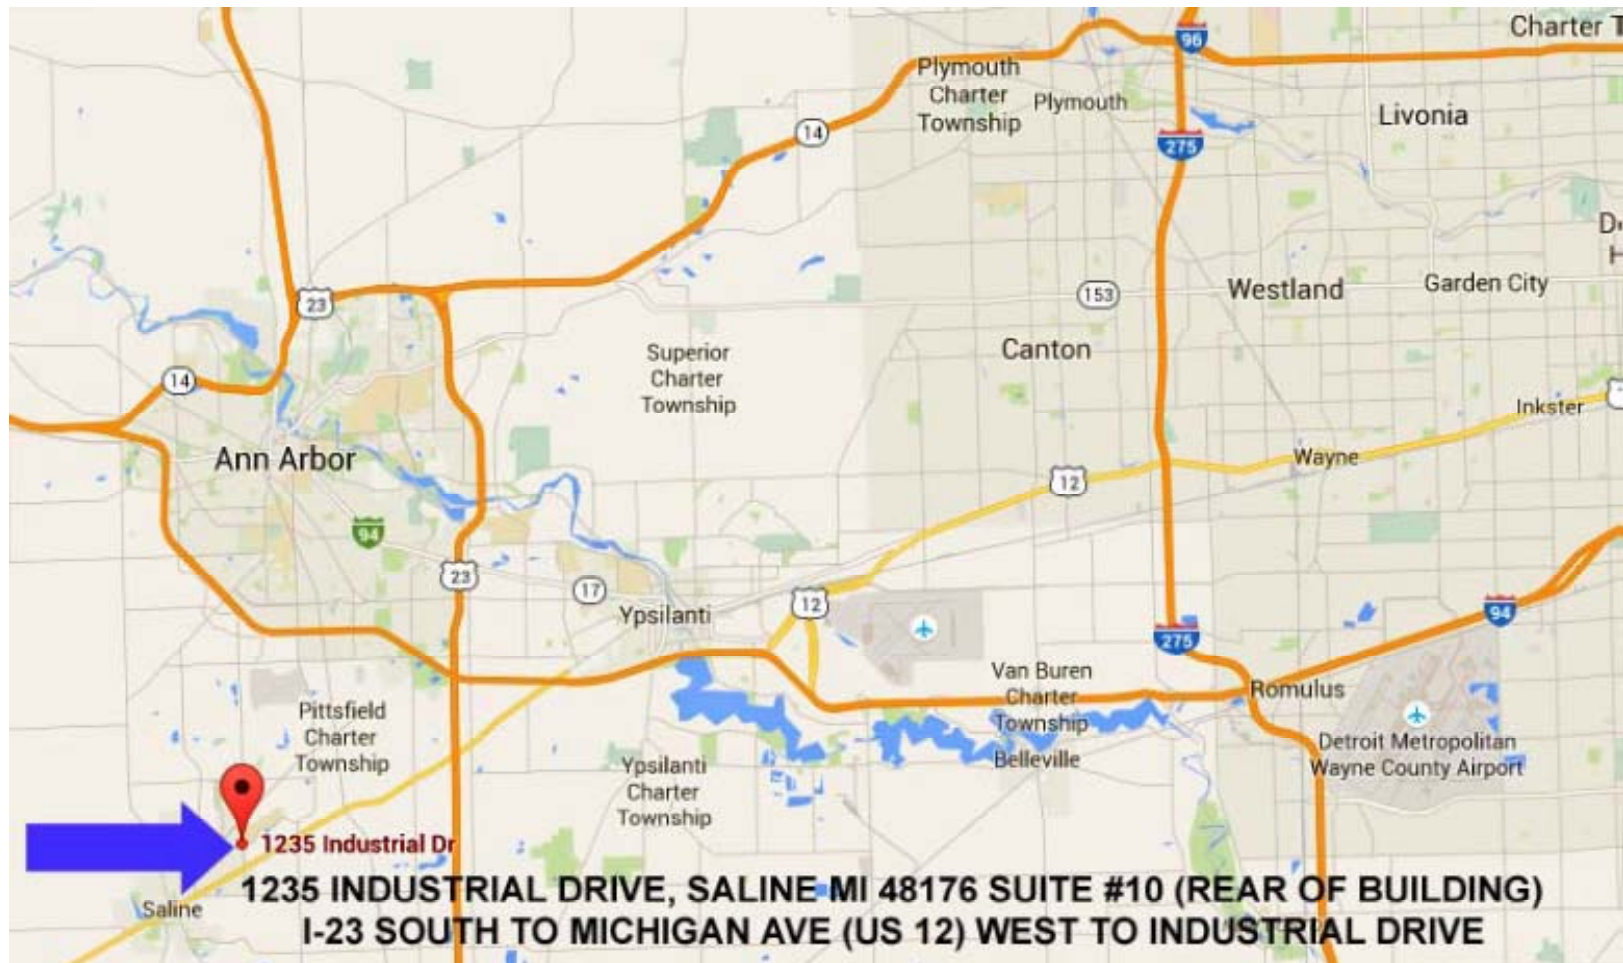 Charter T
96
Plymouth
Charter
Township
Plymouth
Livonia
14
275
23
153
Westland
Garden City
Superior
Charter
Township
Canton
14
Inkster
Ann Arbor
Wayne
12
94
23
17
Ypsilanti
12
94
275
Van Buren
Charter
Township
Romulus
Pittsfield
Charter
Township
Detroit Metropolitan
Wayne County Airport
Belleville
Ypsilanti
Charter
Township
1235 Industrial Dr
Saline
1235 INDUSTRIAL DRIVE, SALINE MI 48176 SUITE #10 (REAR OF BUILDING)
I-23 SOUTH TO MICHIGAN AVE (US 12) WEST TO INDUSTRIAL DRIVE